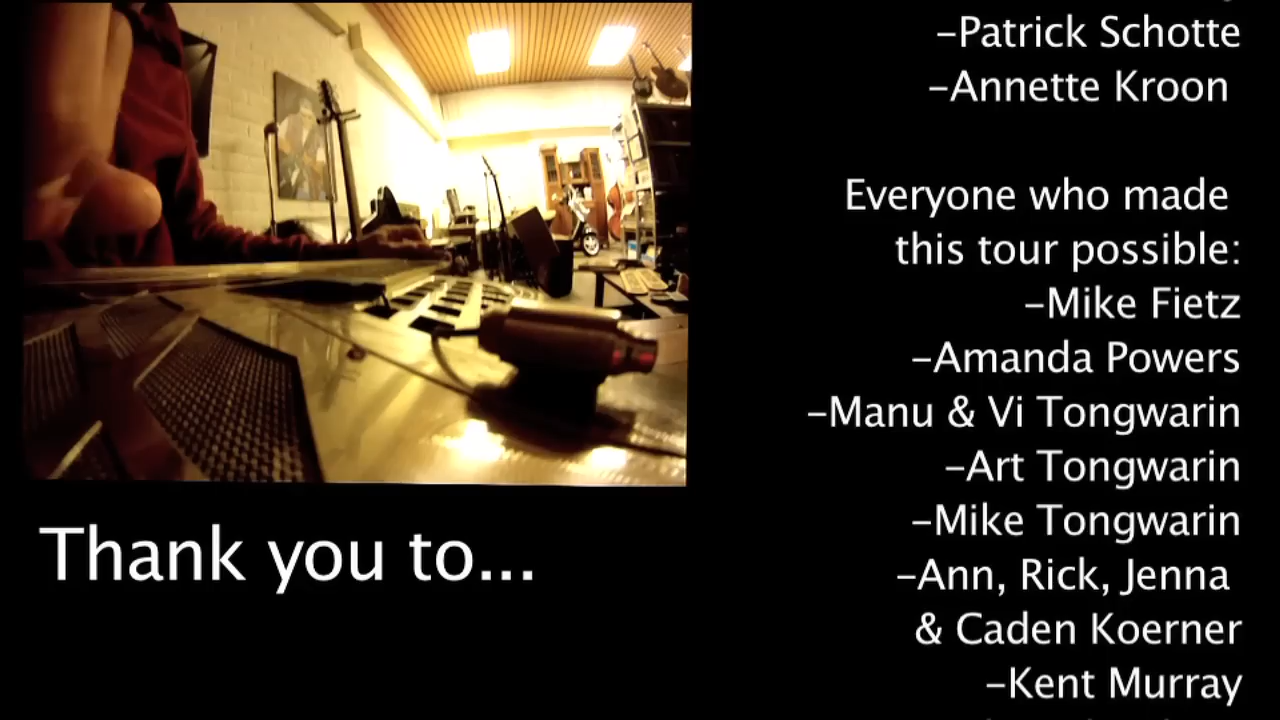 -Patrick Schotte
-Annette Kroon
Everyone who made
this tour possible:
-Mike Fietz
-Amanda Powers
-Manu & Vi Tongwarin
-Art Tongwarin
-Mike Tongwarin
-Ann, Rick, Jenna
& Caden Koerner
-Kent Murray
Thank you to...